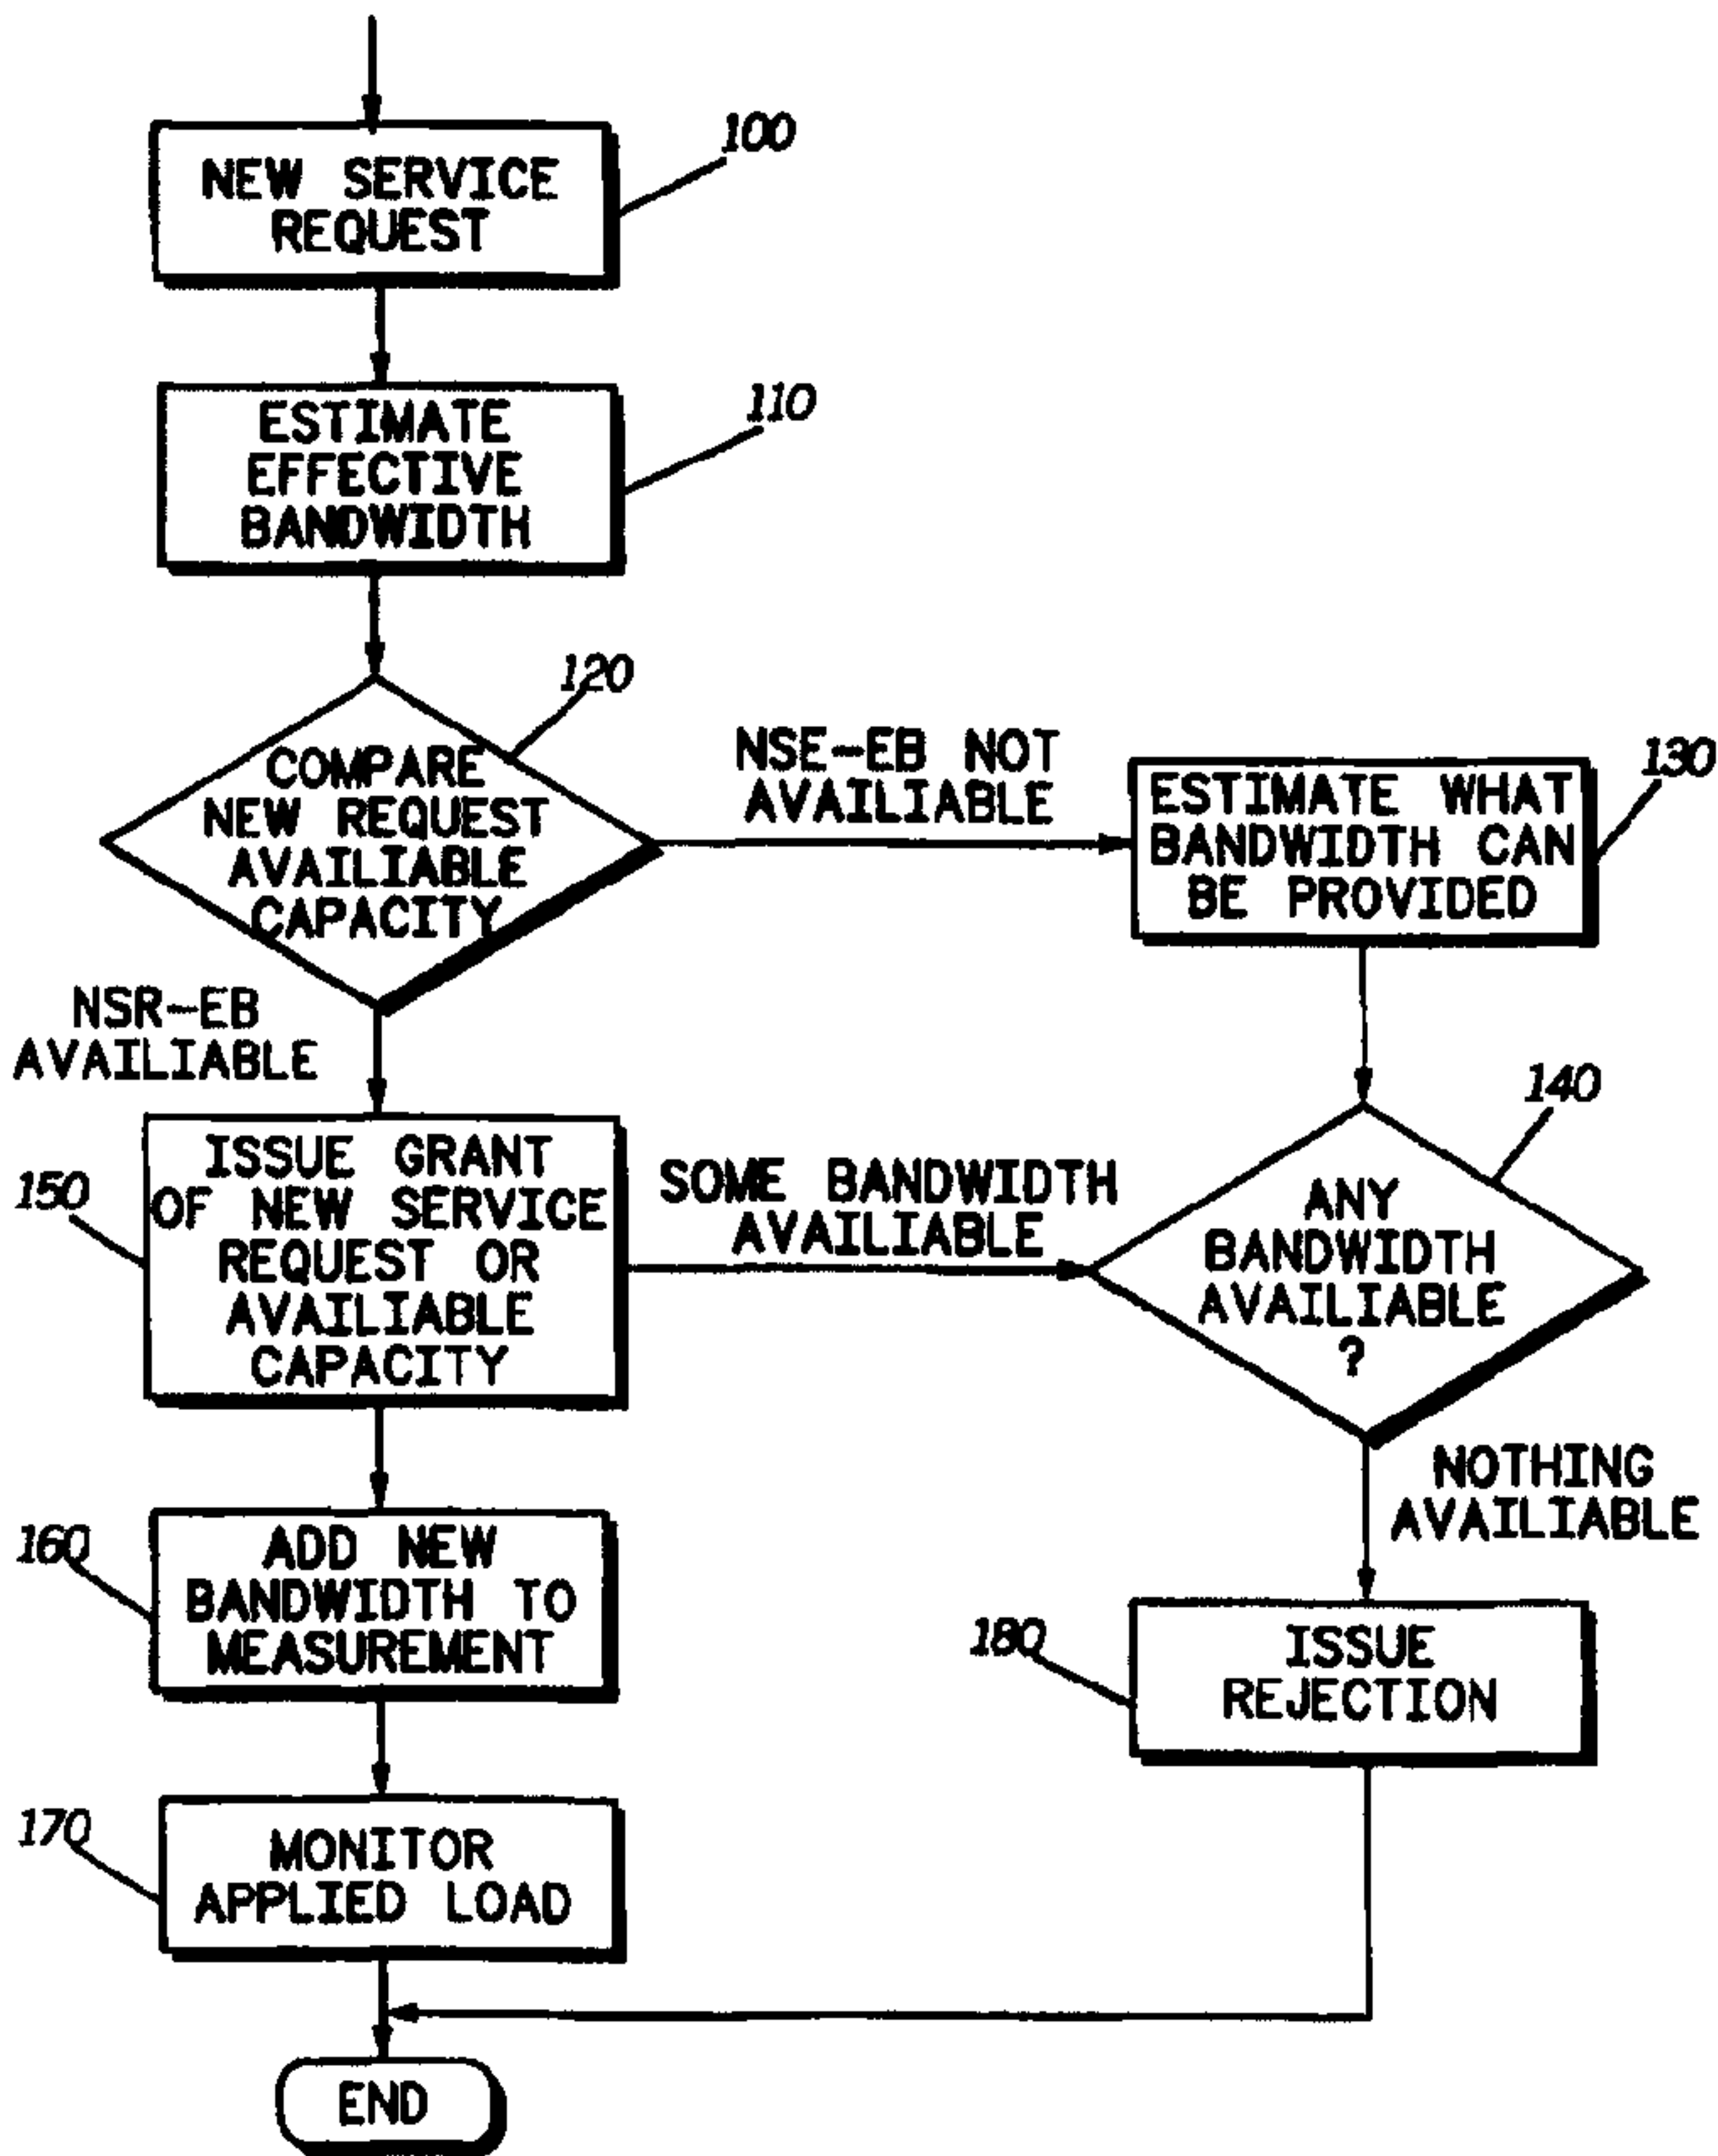 100
NEW SERVICE
REQUEST
110
ESTIMATE
EFFECTIVE
BANDWIDTH
120
COMPARE
NEW REQUEST
AVAILIABLE
CAPACITY
NSE-EB NOT
AVAILIABLE
130
ESTIMATE WHAT
BANDWIDTH CAN
BE PROVIDED
NSR-EB
AVAILIABLE
140
ANY
BANDWIDTH
AVAILIABLE
?
150
ISSUE GRANT
OF NEW SERVICE
REQUEST OR
AVAILIABLE
CAPACITY
SOME BANDWIDTH
AVAILIABLE
NOTHING
AVAILIABLE
160
ADD NEW
BANDWIDTH TO
MEASUREMENT
180
ISSUE
REJECTION
170
MONITOR
APPLIED LOAD
END